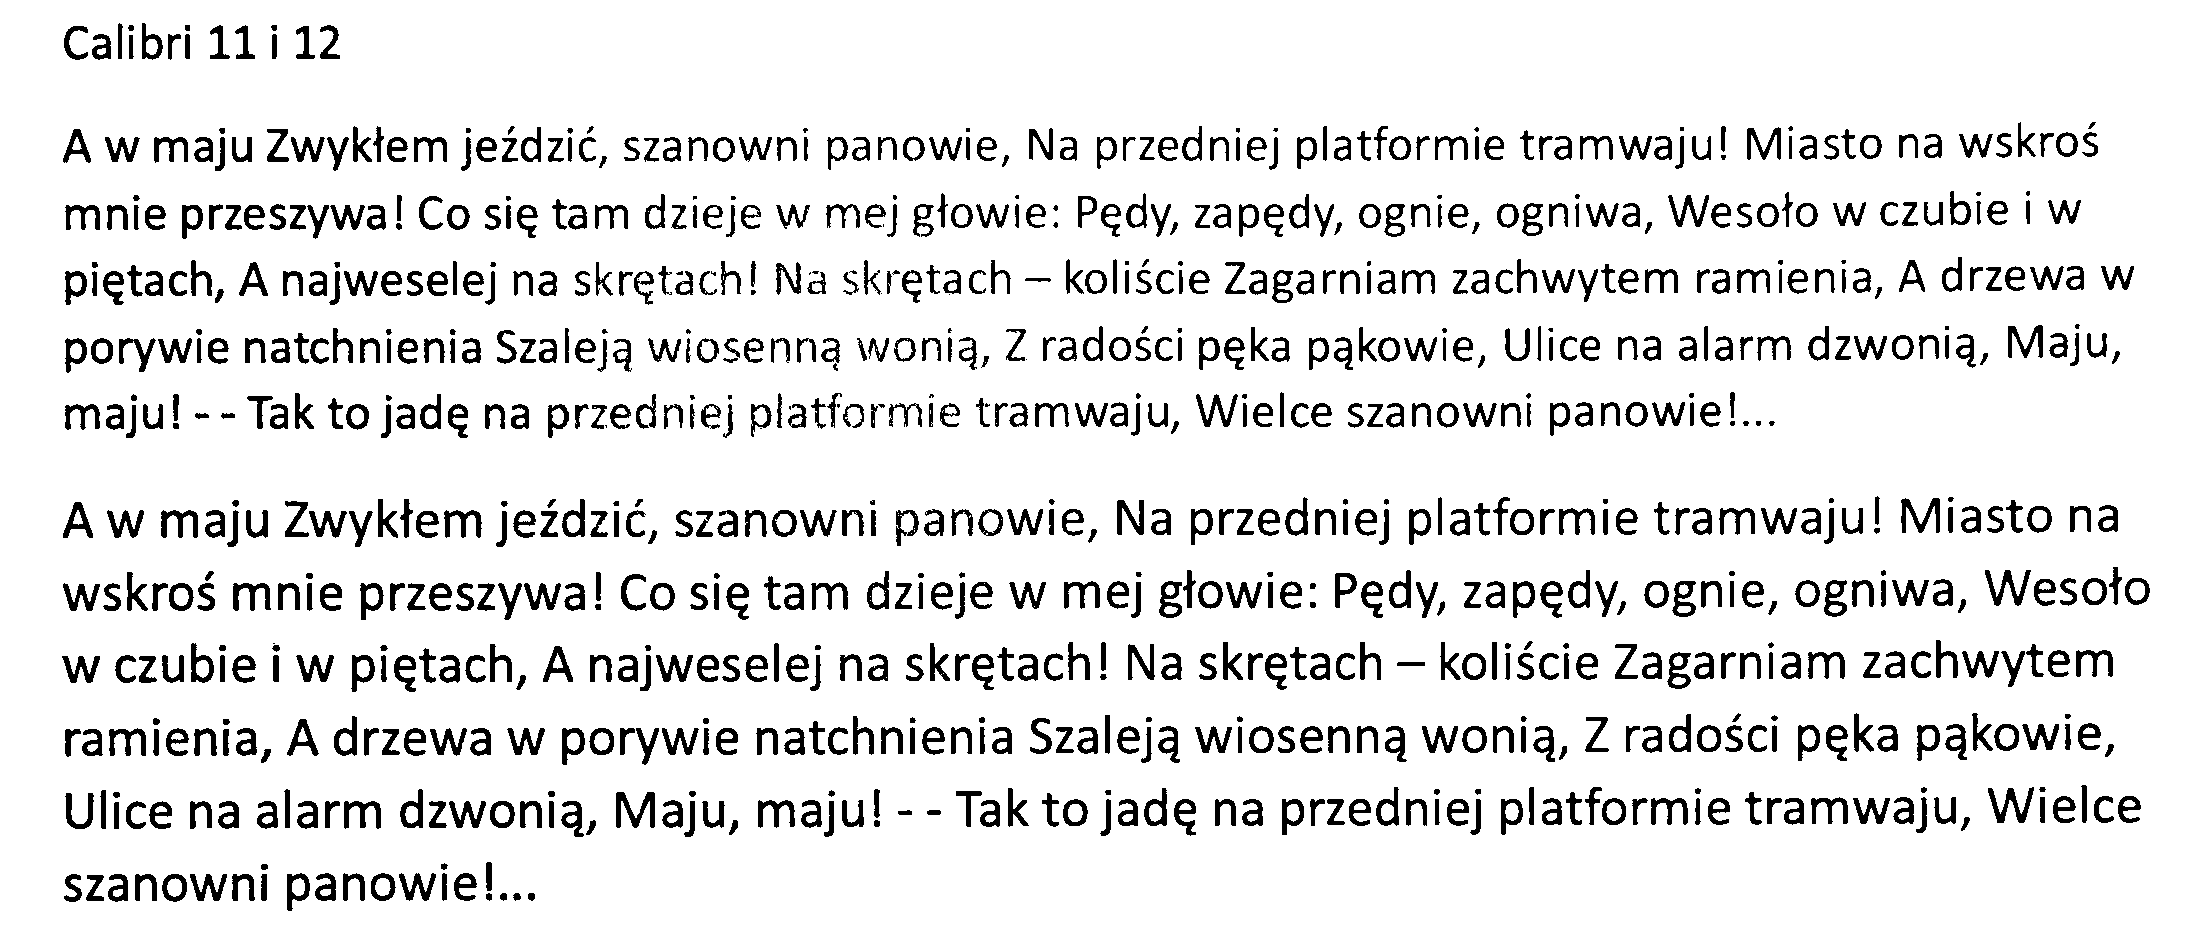 Calibri 11 i 12
A w maju Zwykłem jeździć, szanowni panowie, Na przedniej platformie tramwaju! Miasto na wskroś
mnie przeszywa! Co się tam dzieje w mej głowie: Pędy, zapędy, ognie, ogniwa, Wesoło w czubie i w
piętach, A najweselej na skrętach! Na skrętach – koliście Zagarniam zachwytem ramienia, A drzewa w
porywie natchnienia Szaleją wiosenną wonią, Z radości pęka pąkowie, Ulice na alarm dzwonią, Maju,
maju! - - Tak to jadę na przedniej platformie tramwaju, Wielce szanowni panowie!...
A w maju Zwykłem jeździć, szanowni panowie, Na przedniej platformie tramwaju! Miasto na
wskroś mnie przeszywa! Co się tam dzieje w mej głowie: Pędy, zapędy, ognie, ogniwa, Wesoło
w czubie i w piętach, A najweselej na skrętach! Na skrętach – koliście Zagarniam zachwytem
ramienia, A drzewa w porywie natchnienia Szaleją wiosenną wonią, Z radości pęka pąkowie,
Ulice na alarm dzwonią, Maju, maju! - - Tak to jadę na przedniej platformie tramwaju, Wielce
szanowni panowie!...